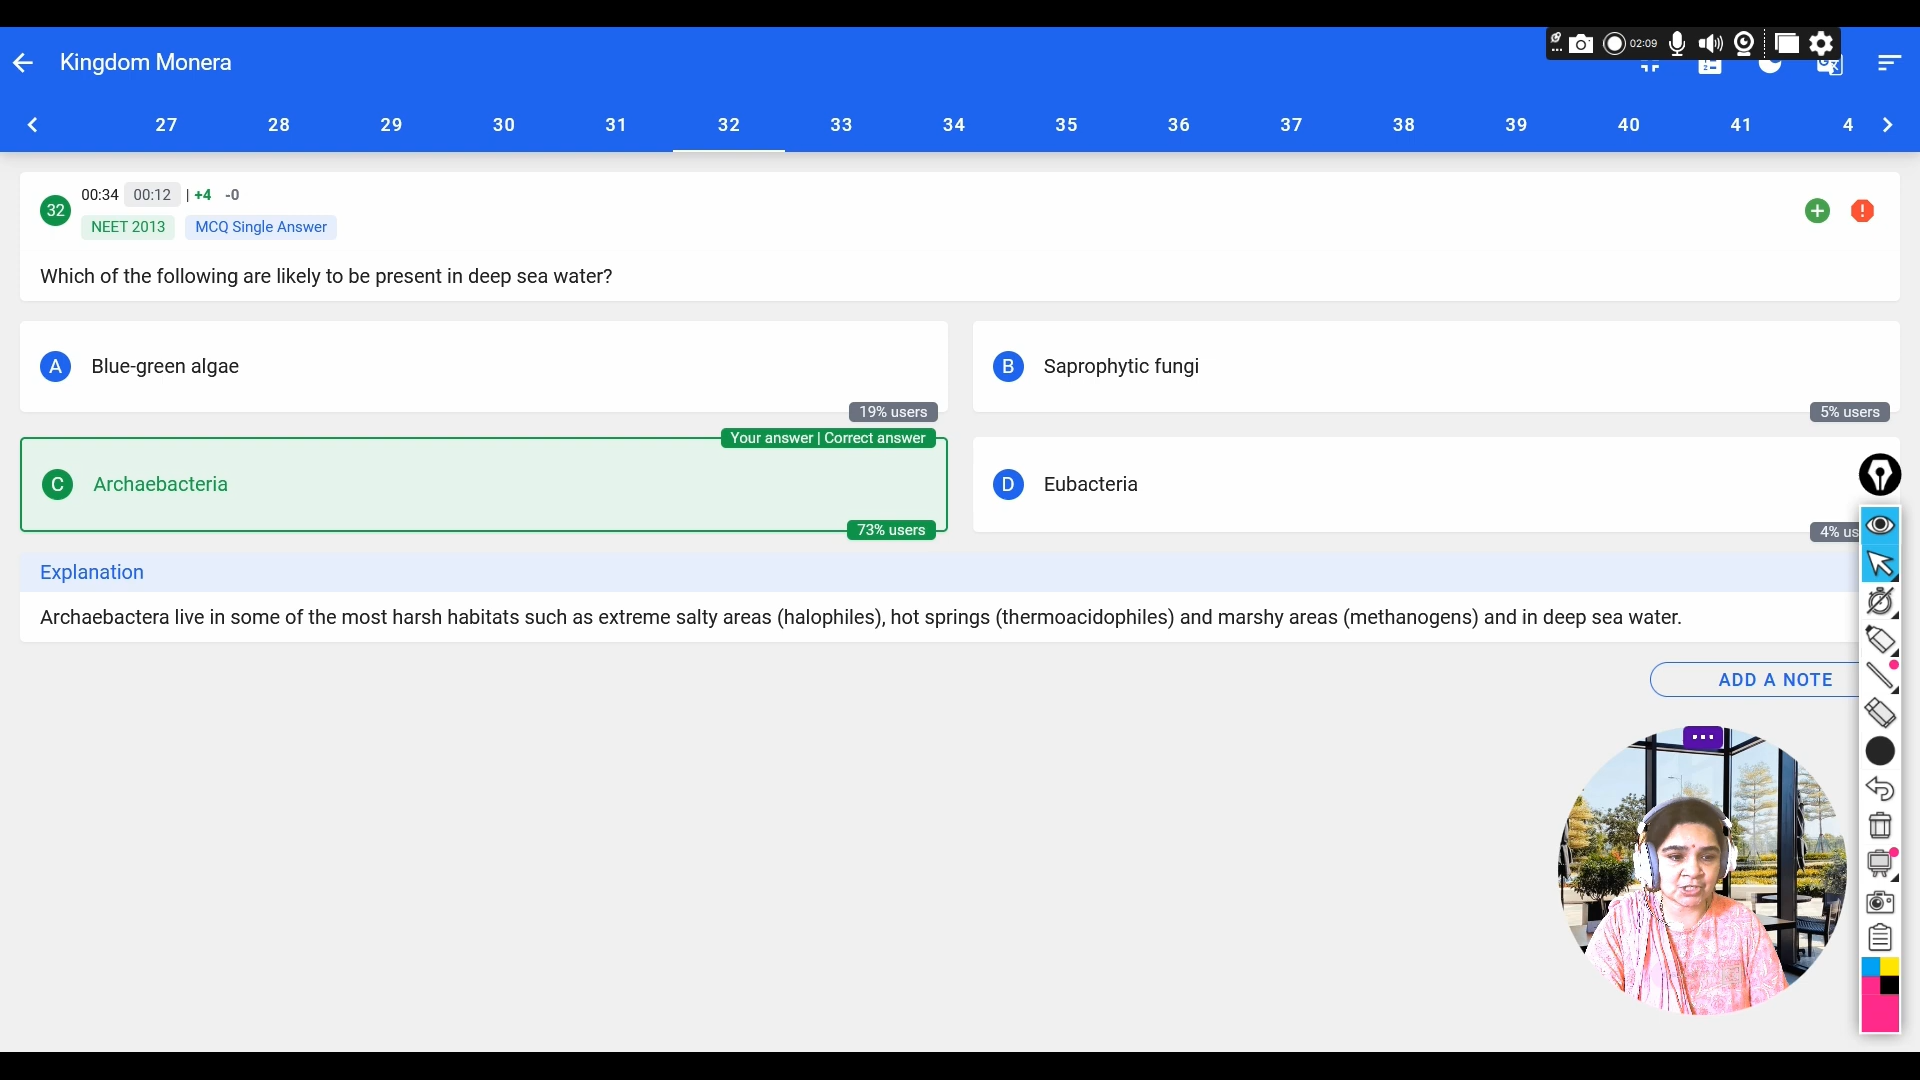 02:09
Kingdom Monera
27 28 29 30 31 32 33 34 35 36 37 38 39 40 41 4
32 00:34 00:12 | +4 -0
NEET 2013 MCQ Single Answer
Which of the following are likely to be present in deep sea water?
A Blue-green algae
19% users
B Saprophytic fungi
5% users
Your answer | Correct answer
C Archaebacteria
73% users
D Eubacteria
4% us
Explanation
Archaebactera live in some of the most harsh habitats such as extreme salty areas (halophiles), hot springs (thermoacidophiles) and marshy areas (methanogens) and in deep sea water.
ADD A NOTE